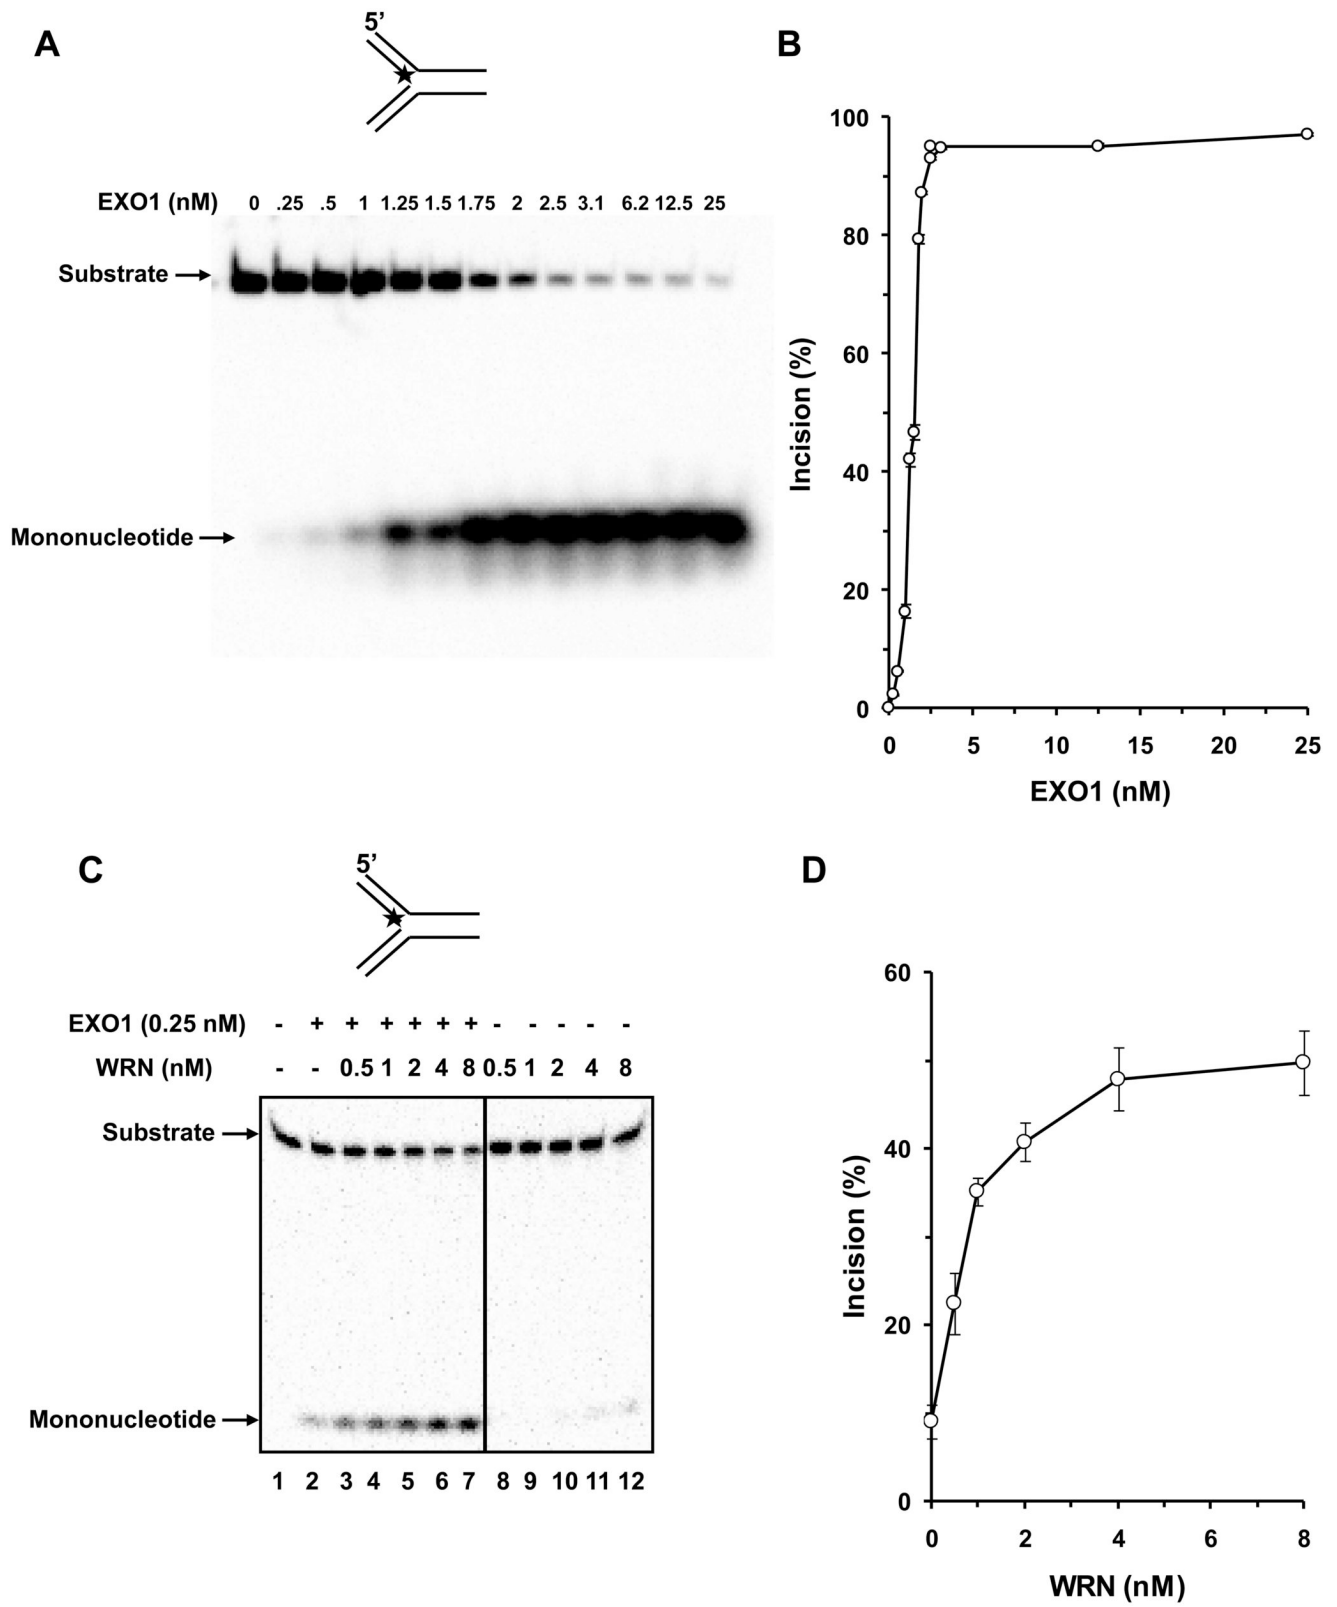 A
5’
EXO1 (nM) 0 .25 .5 1 1.25 1.5 1.75 2 2.5 3.1 6.2 12.5 25
Substrate
Mononucleotide
B
100
80
60
40
20
0
Incision (%)
0 5 10 15 20 25
EXO1 (nM)
C
5’
EXO1 (0.25 nM) - + + + + + + - - - - -
WRN (nM) - - 0.5 1 2 4 8 0.5 1 2 4 8
Substrate
Mononucleotide
1 2 3 4 5 6 7 8 9 10 11 12
D
60
40
20
0
Incision (%)
0 2 4 6 8
WRN (nM)